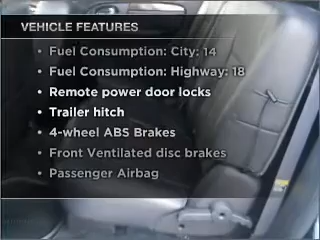 VEHICLE FEATURES
• Fuel Consumption: City: 14
• Fuel Consumption: Highway: 18
• Remote power door locks
• Trailer hitch
• 4-wheel ABS Brakes
• Front Ventilated disc brakes
• Passenger Airbag